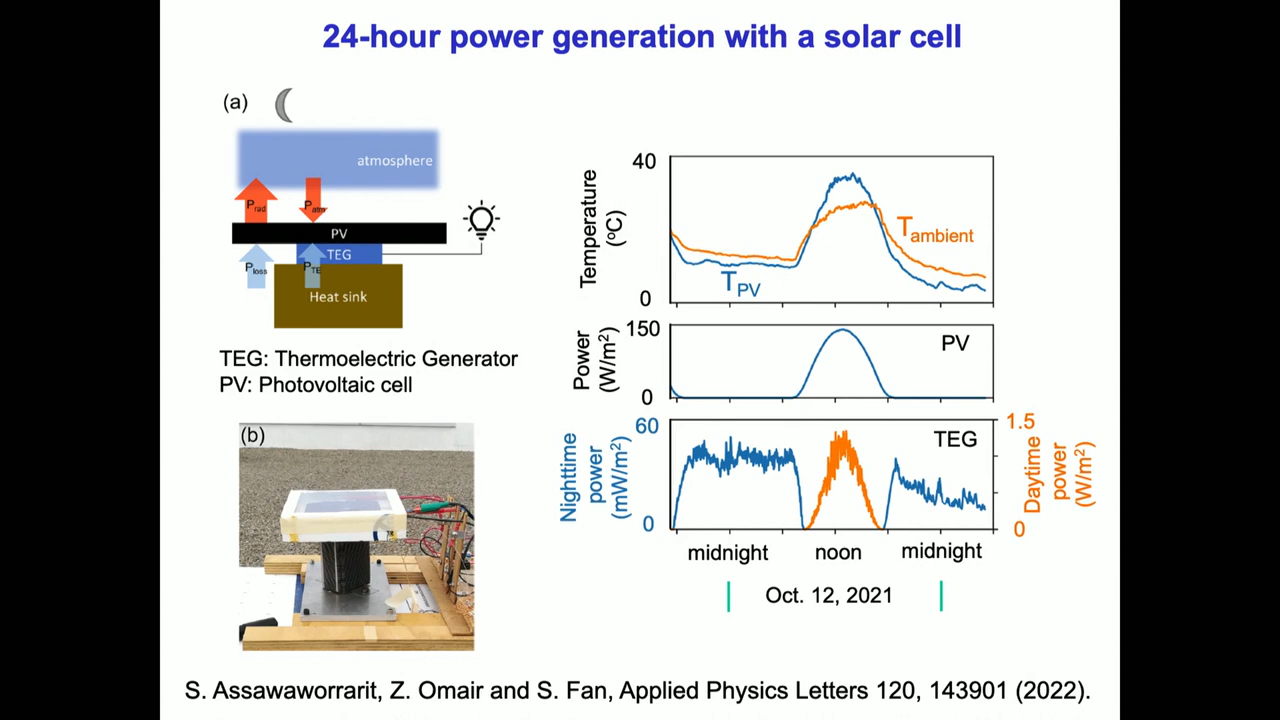 24-hour power generation with a solar cell
(a)
atmosphere
Prad
Patm
PV
TEG
Ploss
PTE
Heat sink
TEG: Thermoelectric Generator
PV: Photovoltaic cell
(b)
Temperature
(ºC)
40
0
Tambient
TPV
Power
(W/m²)
150
0
PV
Nighttime
power
(mW/m²)
60
0
TEG
1.5
0
Daytime
power
(W/m²)
midnight
noon
midnight
Oct. 12, 2021
S. Assawaworrarit, Z. Omair and S. Fan, Applied Physics Letters 120, 143901 (2022).